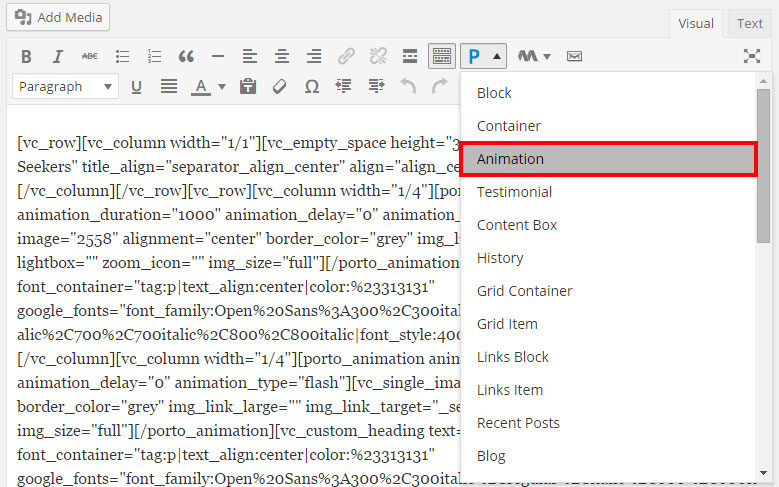 Add Media
Visual Text
B I ABC P
Paragraph U A Ω
[vc_row][vc_column width="1/1"][vc_empty_space height="3
Seekers" title_align="separator_align_center" align="align_ce
[/vc_column][/vc_row][vc_row][vc_column width="1/4"][por
animation_duration="1000" animation_delay="0" animation_
image="2558" alignment="center" border_color="grey" img_li
lightbox="" zoom_icon="" img_size="full"][/porto_animation
font_container="tag:p|text_align:center|color:%23313131"
google_fonts="font_family:Open%20Sans%3A300%2C300ital
alic%2C700%2C700italic%2C800%2C800italic|font_style:400
[/vc_column][vc_column width="1/4"][porto_animation anim
animation_delay="0" animation_type="flash"][vc_single_ima
border_color="grey" img_link_large="" img_link_target="_se
img_size="full"][/porto_animation][vc_custom_heading text=
font_container="tag:p|text_align:center|color:%23313131"
google_fonts="font_family:Open%20Sans%3A300%2C300italic
Block
Container
Animation
Testimonial
Content Box
History
Grid Container
Grid Item
Links Block
Links Item
Recent Posts
Blog